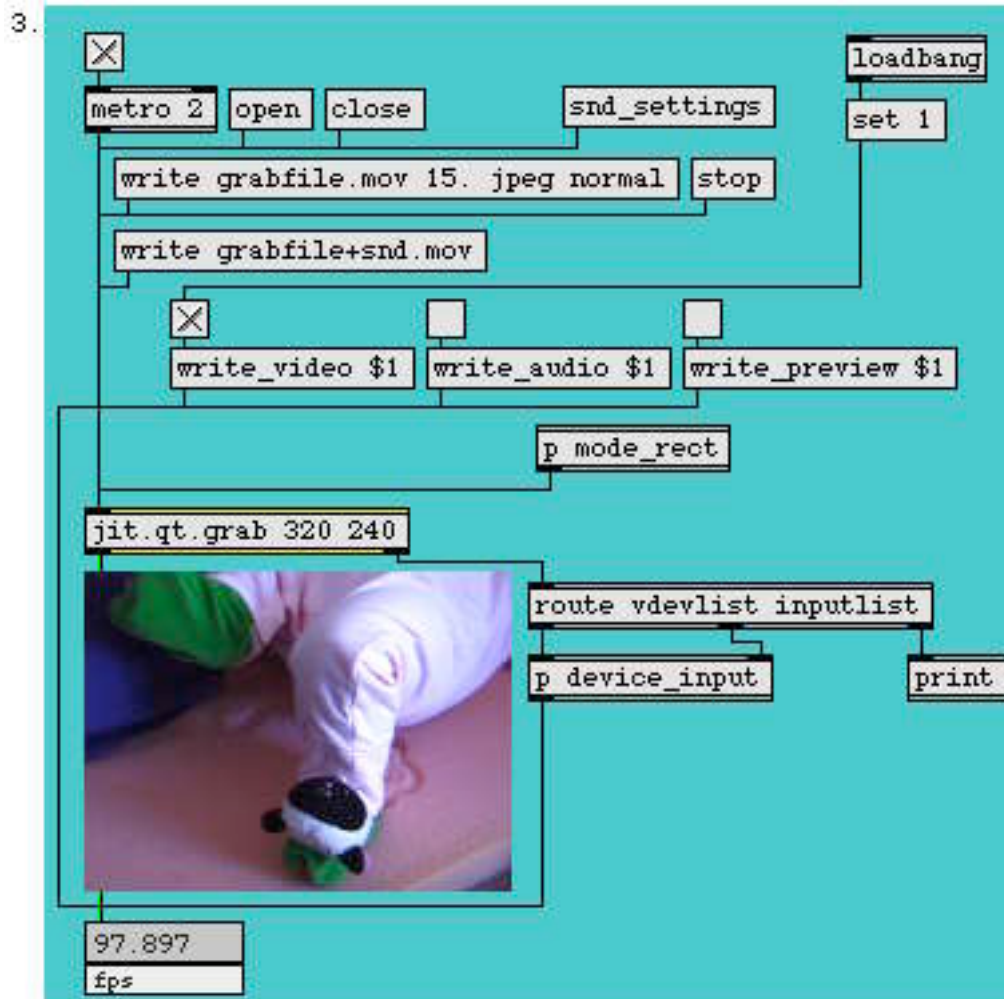 3.
loadbang
metro 2
open
close
snd_settings
set 1
write grabfile.mov 15. jpeg normal
stop
write grabfile+snd.mov
write_video $1
write_audio $1
write_preview $1
p mode_rect
jit.qt.grab 320 240
route vdevlist inputlist
p device_input
print
97.897
fps